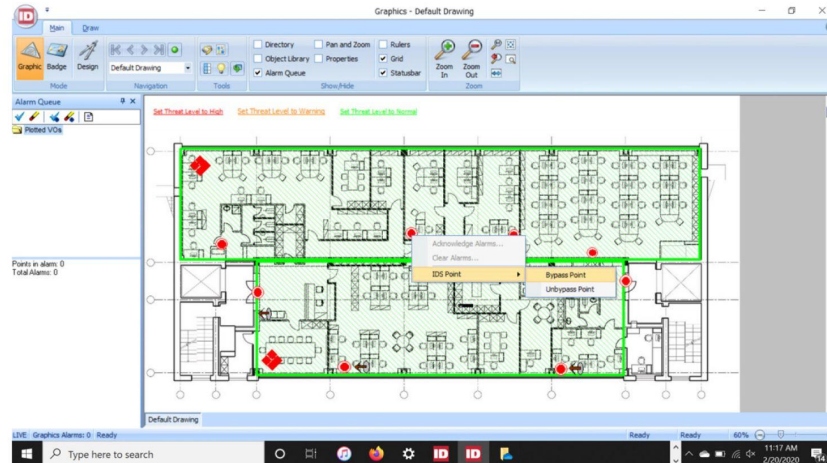 ID
Graphics - Default Drawing
Main Draw
Graphic Badge Design
Mode
Default Drawing
Navigation
Tools
Directory Pan and Zoom Rulers
Object Library Properties Grid
Alarm Queue Statusbar
Show/Hide
Zoom In Zoom Out
Zoom
Alarm Queue
Plotted VOs
Points in alarm: 0
Total Alarms: 0
Set Threat Level to High Set Threat Level to Warning Set Threat Level to Normal
Acknowledge Alarms...
Clear Alarms...
IDS Point
Bypass Point
Unbypass Point
Default Drawing
LIVE Graphics Alarms: 0 Ready
Ready Ready 60%
Type here to search
ID ID
11:17 AM
2/20/2020
14